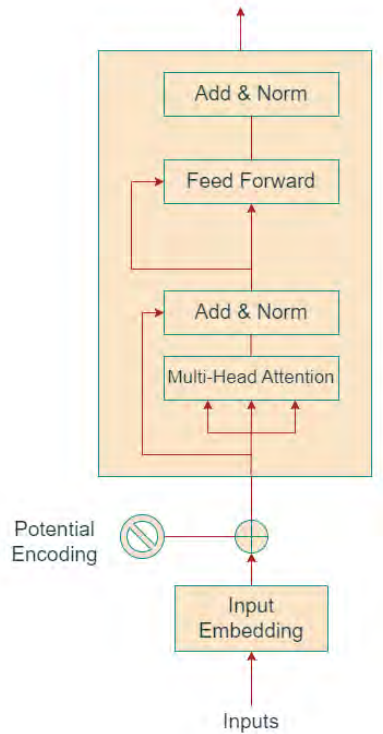 Add & Norm
Feed Forward
Add & Norm
Multi-Head Attention
Potential
Encoding
Input
Embedding
Inputs